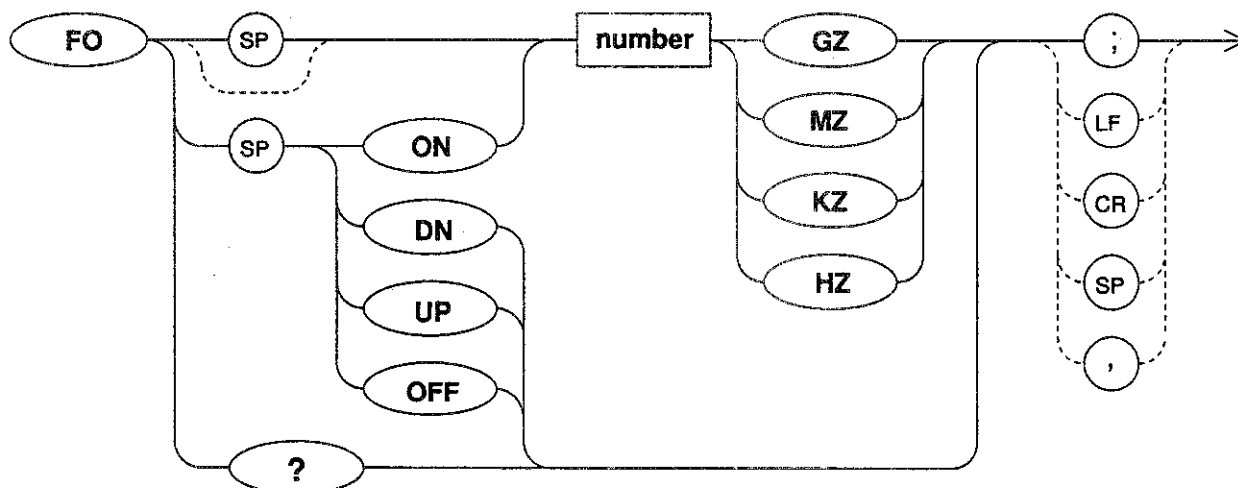 FO SP number GZ ;
SP ON MZ LF
DN KZ CR
UP HZ SP
OFF ,
?